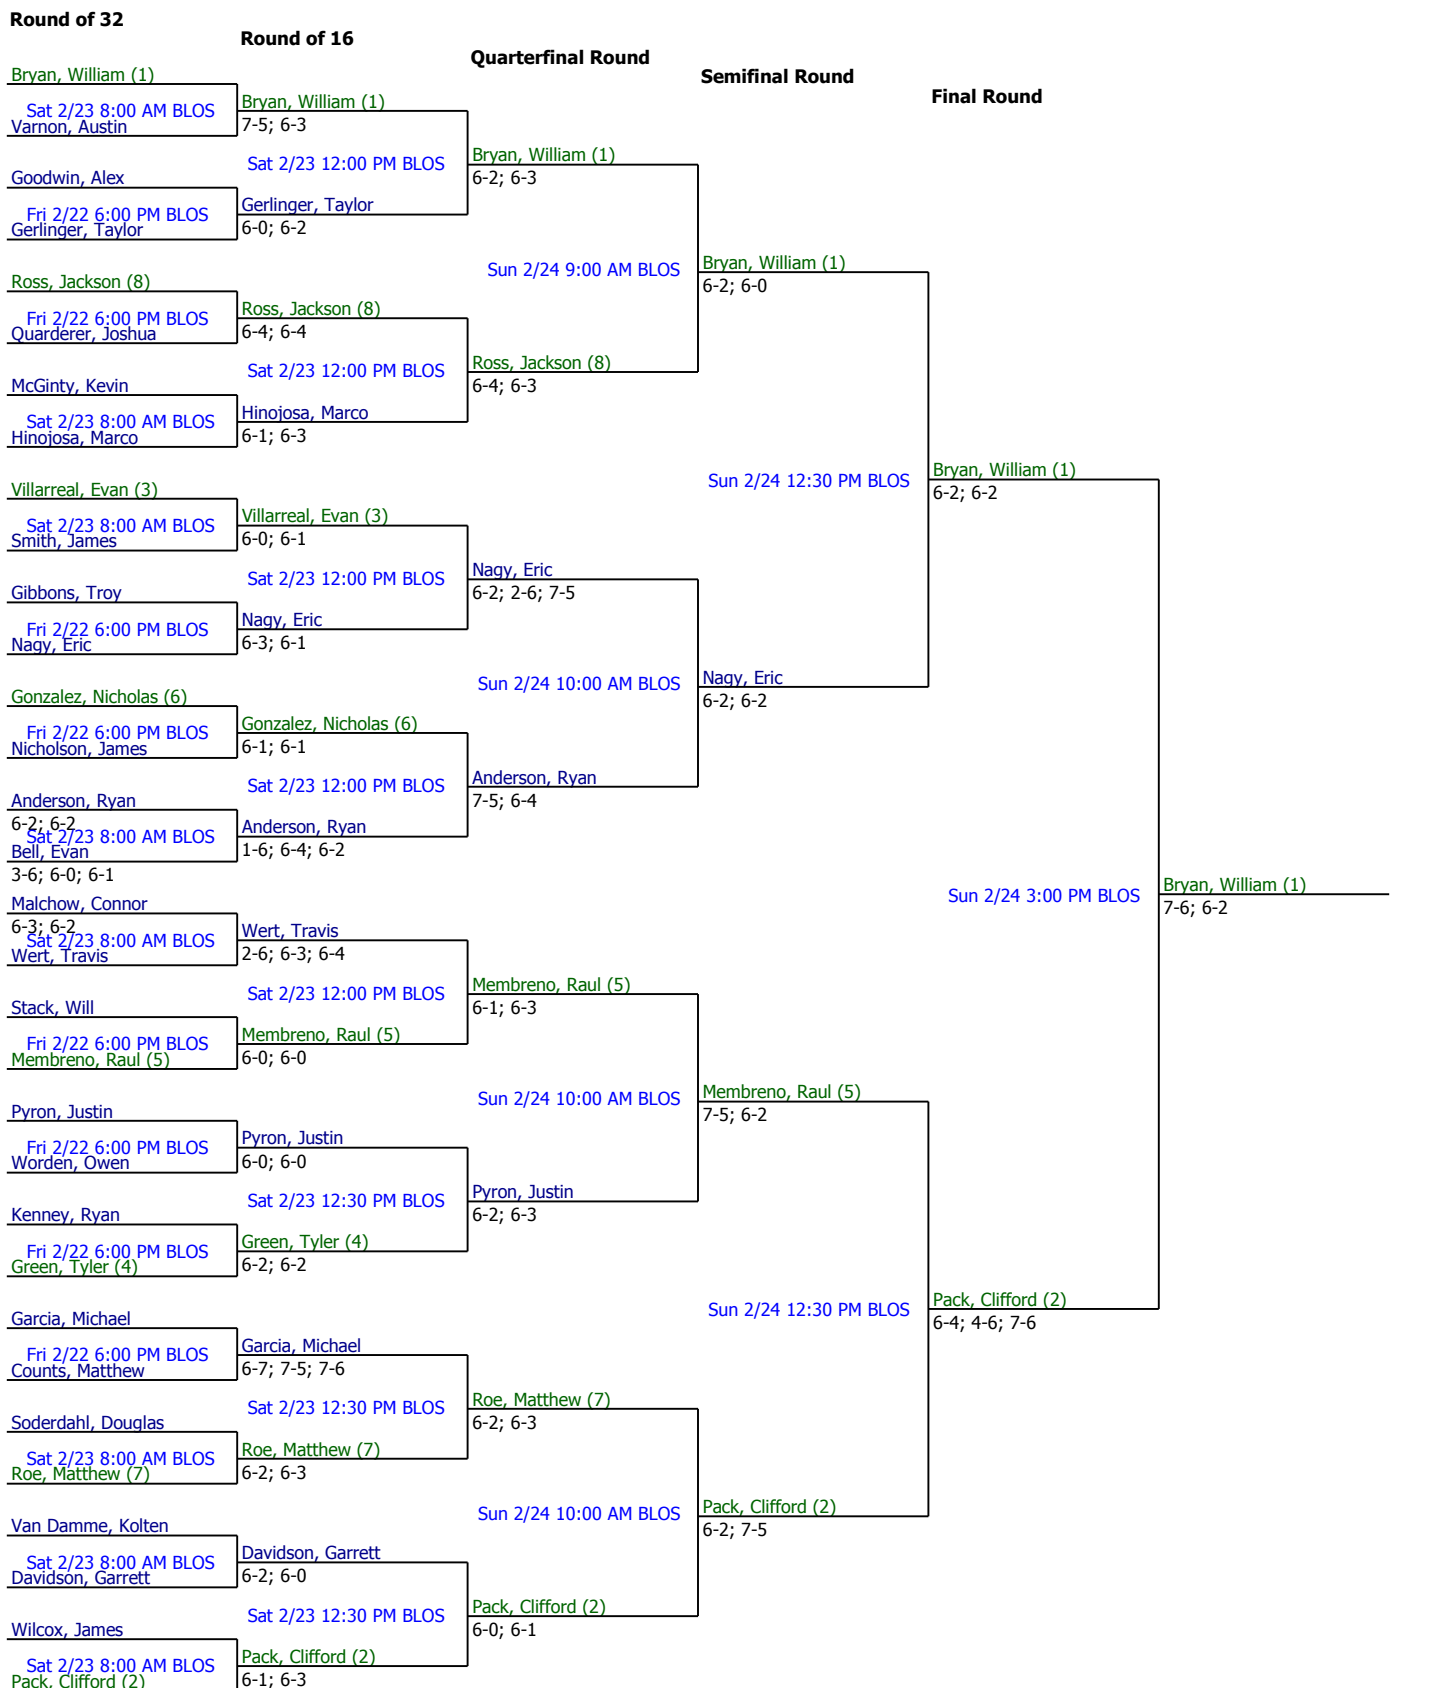 Round of 32
Round of 16
Quarterfinal Round
Semifinal Round
Final Round
Bryan, William (1)
Sat 2/23 8:00 AM BLOS
Varnon, Austin
Goodwin, Alex
Fri 2/22 6:00 PM BLOS
Gerlinger, Taylor
Ross, Jackson (8)
Fri 2/22 6:00 PM BLOS
Quarderer, Joshua
McGinty, Kevin
Sat 2/23 8:00 AM BLOS
Hinojosa, Marco
Villarreal, Evan (3)
Sat 2/23 8:00 AM BLOS
Smith, James
Gibbons, Troy
Fri 2/22 6:00 PM BLOS
Nagy, Eric
Gonzalez, Nicholas (6)
Fri 2/22 6:00 PM BLOS
Nicholson, James
Anderson, Ryan
6-2; 6-2
Sat 2/23 8:00 AM BLOS
Bell, Evan
3-6; 6-0; 6-1
Malchow, Connor
6-3; 6-2
Sat 2/23 8:00 AM BLOS
Wert, Travis
Stack, Will
Fri 2/22 6:00 PM BLOS
Membreno, Raul (5)
Pyron, Justin
Fri 2/22 6:00 PM BLOS
Worden, Owen
Kenney, Ryan
Fri 2/22 6:00 PM BLOS
Green, Tyler (4)
Garcia, Michael
Fri 2/22 6:00 PM BLOS
Counts, Matthew
Soderdahl, Douglas
Sat 2/23 8:00 AM BLOS
Roe, Matthew (7)
Van Damme, Kolten
Sat 2/23 8:00 AM BLOS
Davidson, Garrett
Wilcox, James
Sat 2/23 8:00 AM BLOS
Pack, Clifford (2)
Bryan, William (1)
7-5; 6-3
Sat 2/23 12:00 PM BLOS
Gerlinger, Taylor
6-0; 6-2
Ross, Jackson (8)
6-4; 6-4
Sat 2/23 12:00 PM BLOS
Hinojosa, Marco
6-1; 6-3
Villarreal, Evan (3)
6-0; 6-1
Sat 2/23 12:00 PM BLOS
Nagy, Eric
6-3; 6-1
Gonzalez, Nicholas (6)
6-1; 6-1
Sat 2/23 12:00 PM BLOS
Anderson, Ryan
1-6; 6-4; 6-2
Wert, Travis
2-6; 6-3; 6-4
Sat 2/23 12:00 PM BLOS
Membreno, Raul (5)
6-0; 6-0
Pyron, Justin
6-0; 6-0
Sat 2/23 12:30 PM BLOS
Green, Tyler (4)
6-2; 6-2
Garcia, Michael
6-7; 7-5; 7-6
Sat 2/23 12:30 PM BLOS
Roe, Matthew (7)
6-2; 6-3
Davidson, Garrett
6-2; 6-0
Sat 2/23 12:30 PM BLOS
Pack, Clifford (2)
6-1; 6-3
Bryan, William (1)
6-2; 6-3
Sun 2/24 9:00 AM BLOS
Ross, Jackson (8)
6-4; 6-3
Nagy, Eric
6-2; 2-6; 7-5
Sun 2/24 10:00 AM BLOS
Anderson, Ryan
7-5; 6-4
Membreno, Raul (5)
6-1; 6-3
Sun 2/24 10:00 AM BLOS
Pyron, Justin
6-2; 6-3
Roe, Matthew (7)
6-2; 6-3
Sun 2/24 10:00 AM BLOS
Pack, Clifford (2)
6-0; 6-1
Bryan, William (1)
6-2; 6-0
Sun 2/24 12:30 PM BLOS
Nagy, Eric
6-2; 6-2
Membreno, Raul (5)
7-5; 6-2
Sun 2/24 12:30 PM BLOS
Pack, Clifford (2)
6-2; 7-5
Bryan, William (1)
6-2; 6-2
Sun 2/24 3:00 PM BLOS
Pack, Clifford (2)
6-4; 4-6; 7-6
Bryan, William (1)
7-6; 6-2